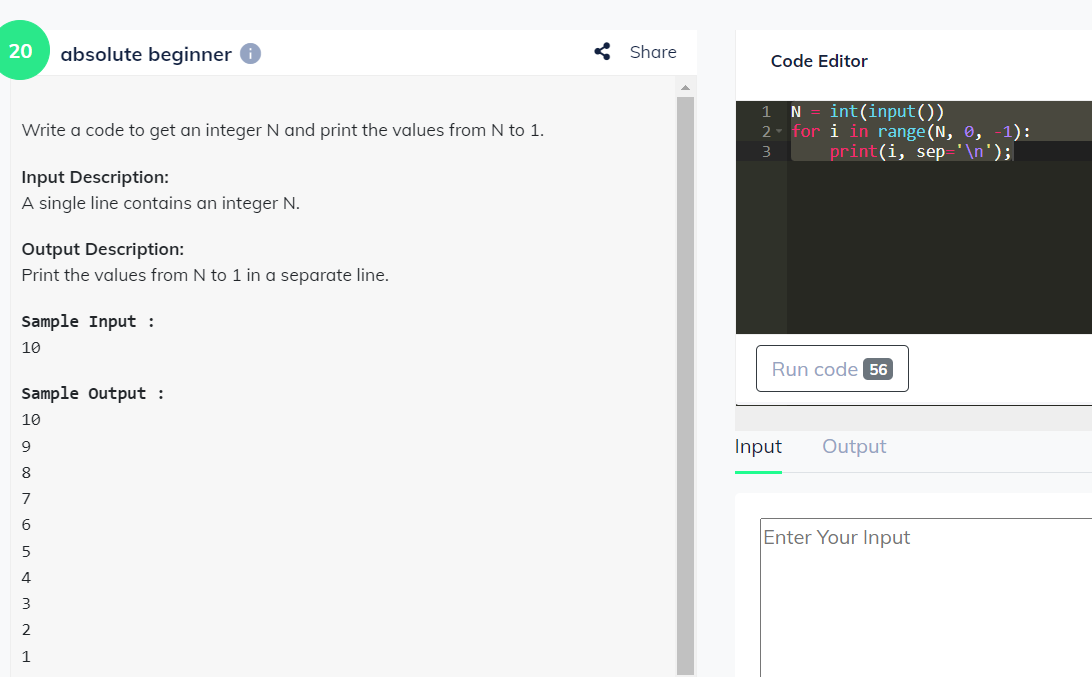 20
absolute beginner i
Share
Write a code to get an integer N and print the values from N to 1.
Input Description:
A single line contains an integer N.
Output Description:
Print the values from N to 1 in a separate line.
Sample Input :
10
Sample Output :
10
9
8
7
6
5
4
3
2
1
Code Editor
1 N = int(input())
2 for i in range(N, 0, -1):
3     print(i, sep='\n');
Run code 56
Input Output
Enter Your Input